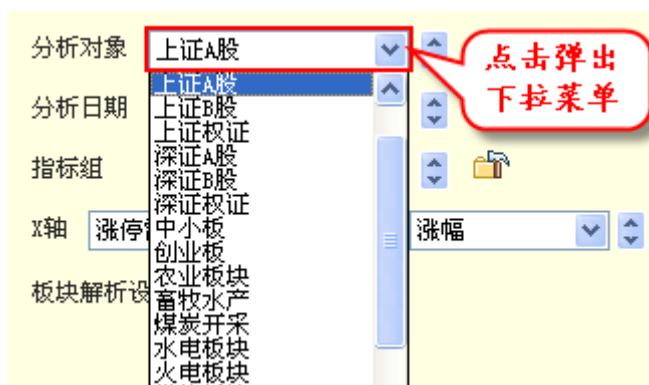 分析对象 上证A股
点击弹出
下拉菜单
上证A股
分析日期 上证B股
上证权证
深证A股
指标组 深证B股
深证权证
X轴 涨停 中小板 涨幅
创业板
农业板块
板块解析设 畜牧水产
煤炭开采
水电板块
火电板块